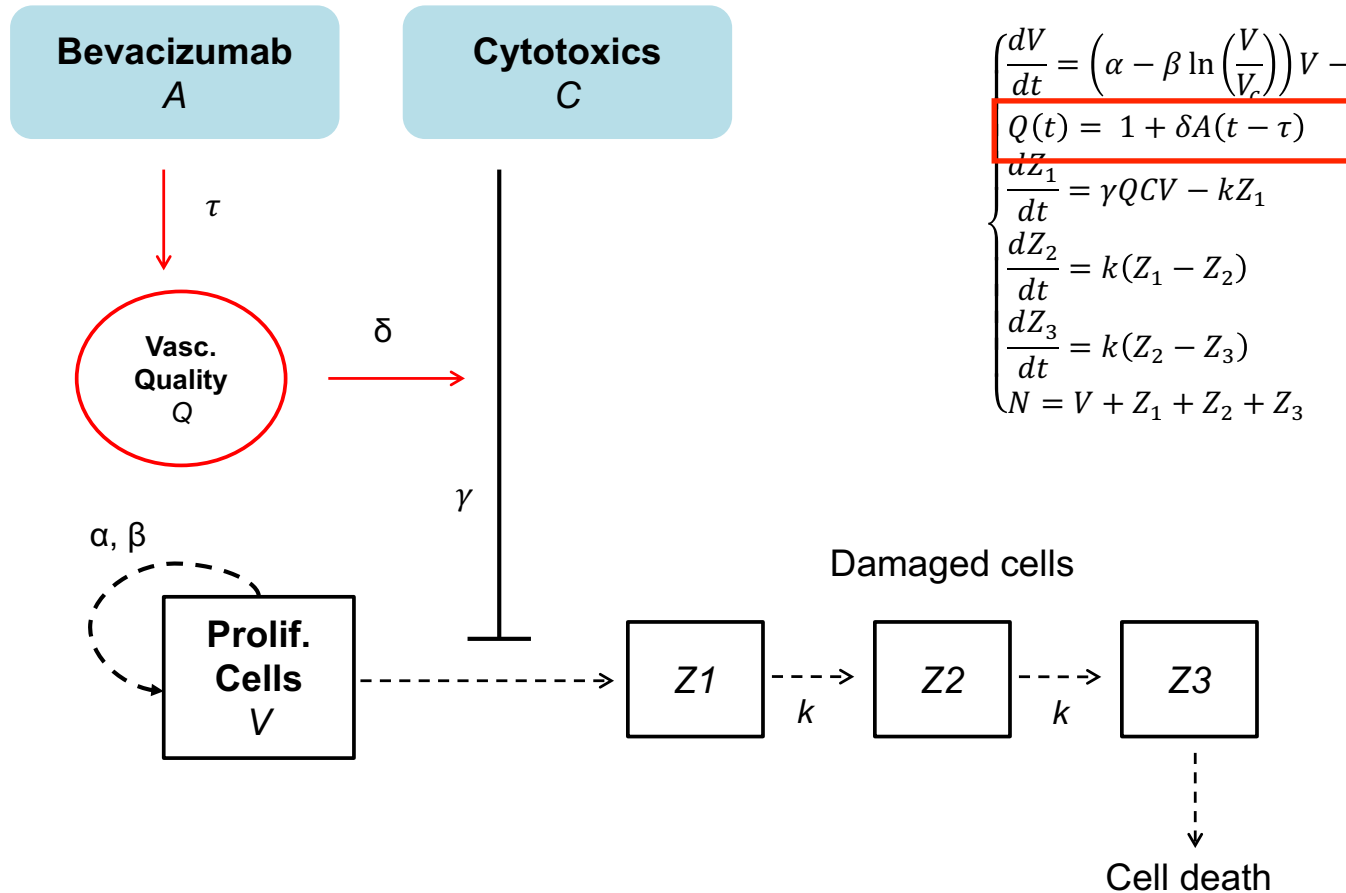 Bevacizumab
A
Cytotoxics
C
τ
Vasc.
Quality
Q
δ
γ
α, β
Prolif.
Cells
V
Damaged cells
Z1
k
Z2
k
Z3
Cell death
dV/dt = (α − β ln(V/V_c))V −
Q(t) = 1 + δA(t − τ)
dZ₁/dt = γQCV − kZ₁
dZ₂/dt = k(Z₁ − Z₂)
dZ₃/dt = k(Z₂ − Z₃)
N = V + Z₁ + Z₂ + Z₃